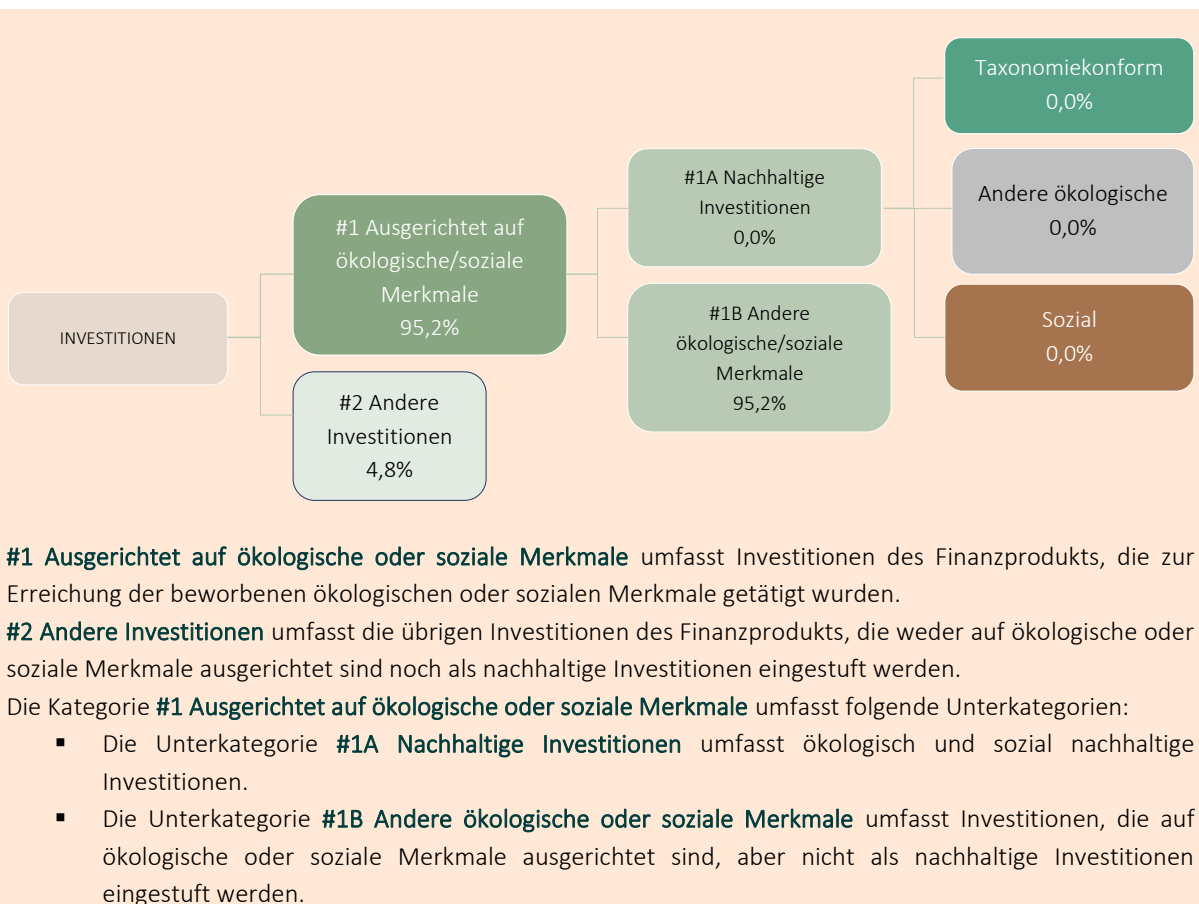 INVESTITIONEN
#1 Ausgerichtet auf
ökologische/soziale
Merkmale
95,2%
#2 Andere
Investitionen
4,8%
#1A Nachhaltige
Investitionen
0,0%
#1B Andere
ökologische/soziale
Merkmale
95,2%
Taxonomiekonform
0,0%
Andere ökologische
0,0%
Sozial
0,0%
#1 Ausgerichtet auf ökologische oder soziale Merkmale umfasst Investitionen des Finanzprodukts, die zur
Erreichung der beworbenen ökologischen oder sozialen Merkmale getätigt wurden.
#2 Andere Investitionen umfasst die übrigen Investitionen des Finanzprodukts, die weder auf ökologische oder
soziale Merkmale ausgerichtet sind noch als nachhaltige Investitionen eingestuft werden.
Die Kategorie #1 Ausgerichtet auf ökologische oder soziale Merkmale umfasst folgende Unterkategorien:
▪ Die Unterkategorie #1A Nachhaltige Investitionen umfasst ökologisch und sozial nachhaltige
Investitionen.
▪ Die Unterkategorie #1B Andere ökologische oder soziale Merkmale umfasst Investitionen, die auf
ökologische oder soziale Merkmale ausgerichtet sind, aber nicht als nachhaltige Investitionen
eingestuft werden.